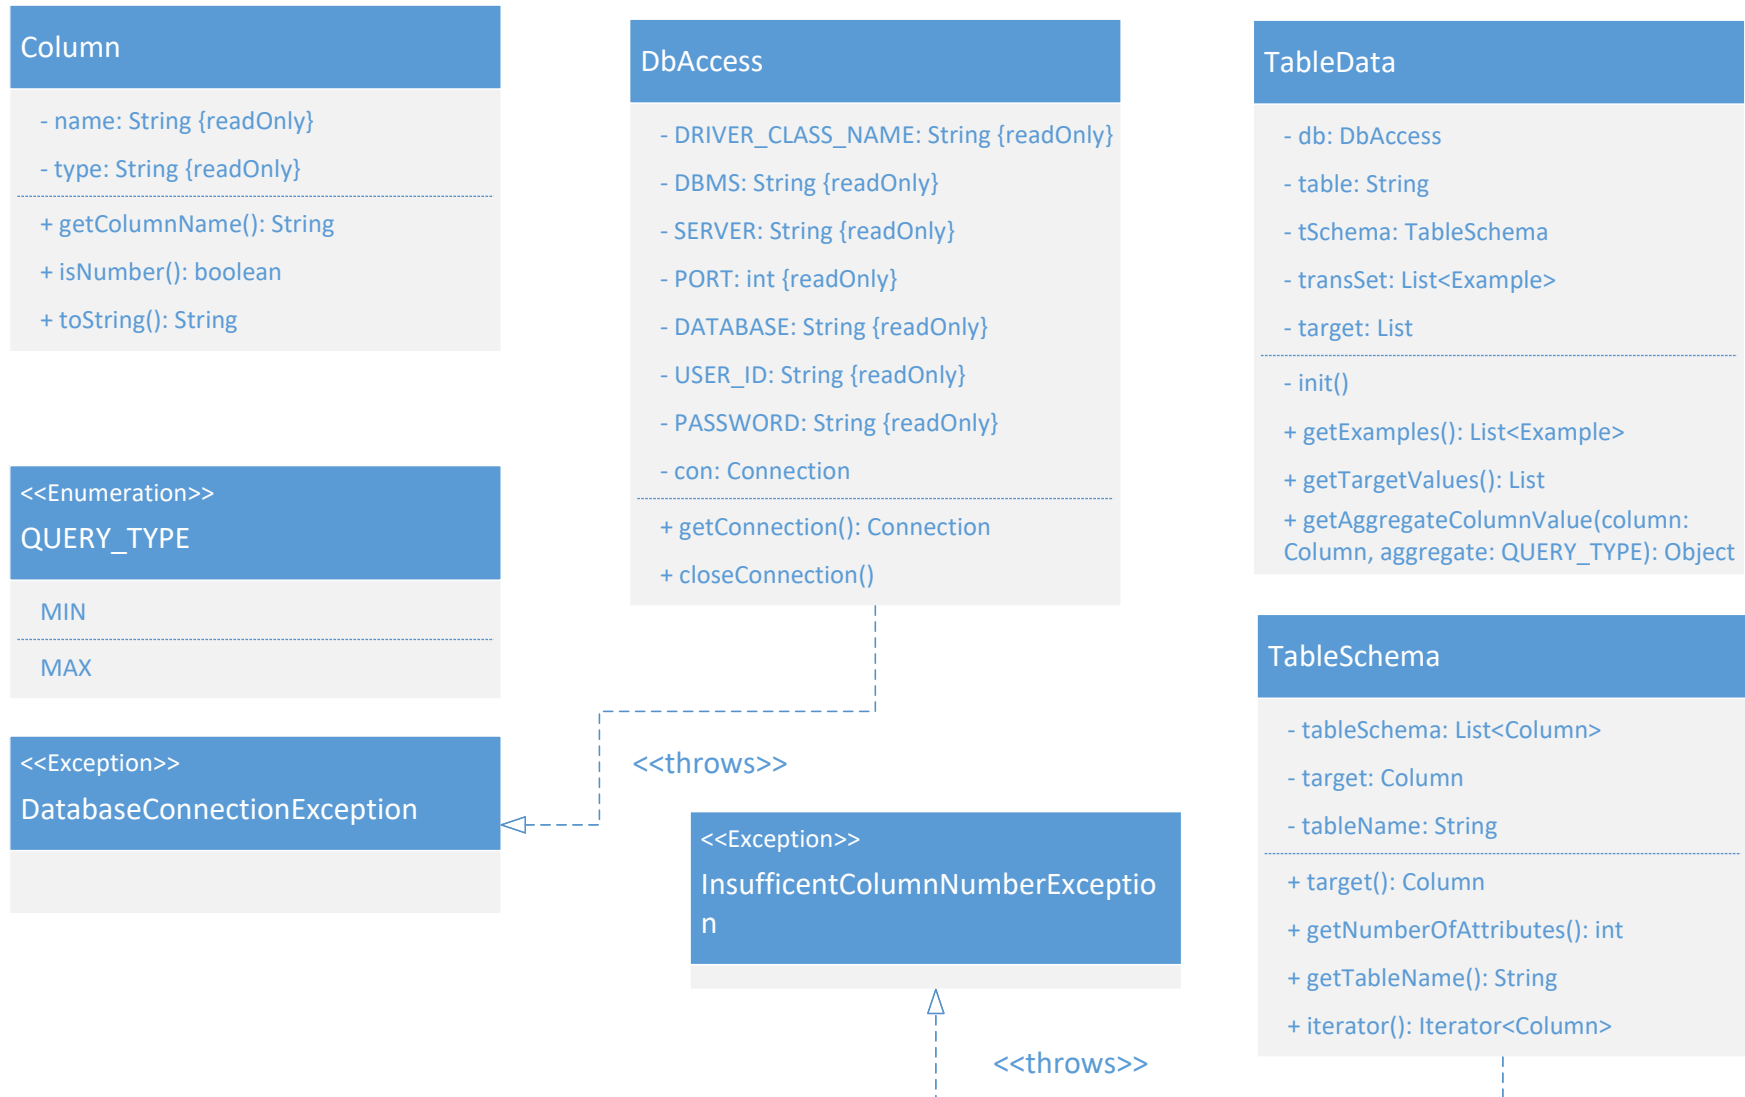 Column
- name: String {readOnly}
- type: String {readOnly}
+ getColumnName(): String
+ isNumber(): boolean
+ toString(): String
<<Enumeration>>
QUERY_TYPE
MIN
MAX
<<Exception>>
DatabaseConnectionException
DbAccess
- DRIVER_CLASS_NAME: String {readOnly}
- DBMS: String {readOnly}
- SERVER: String {readOnly}
- PORT: int {readOnly}
- DATABASE: String {readOnly}
- USER_ID: String {readOnly}
- PASSWORD: String {readOnly}
- con: Connection
+ getConnection(): Connection
+ closeConnection()
<<throws>>
<<Exception>>
InsufficentColumnNumberExceptio
n
<<throws>>
TableData
- db: DbAccess
- table: String
- tSchema: TableSchema
- transSet: List<Example>
- target: List
- init()
+ getExamples(): List<Example>
+ getTargetValues(): List
+ getAggregateColumnValue(column:
Column, aggregate: QUERY_TYPE): Object
TableSchema
- tableSchema: List<Column>
- target: Column
- tableName: String
+ target(): Column
+ getNumberOfAttributes(): int
+ getTableName(): String
+ iterator(): Iterator<Column>